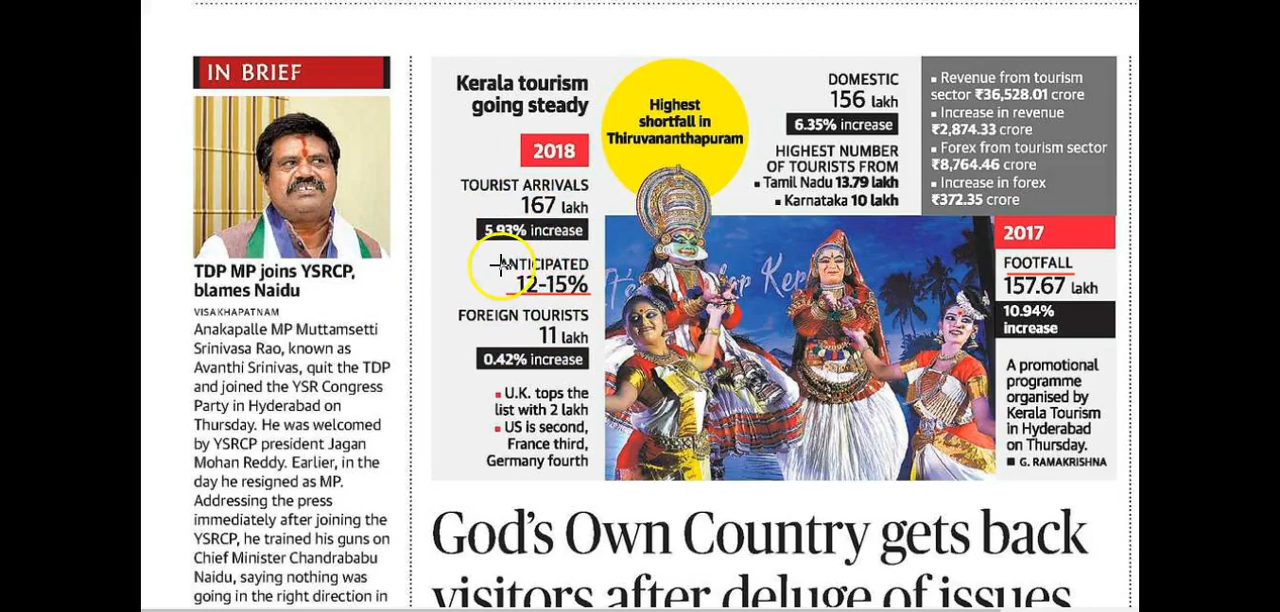 IN BRIEF
TDP MP joins YSRCP,
blames Naidu
VISAKHAPATNAM
Anakapalle MP Muttamsetti
Srinivasa Rao, known as
Avanthi Srinivas, quit the TDP
and joined the YSR Congress
Party in Hyderabad on
Thursday. He was welcomed
by YSRCP president Jagan
Mohan Reddy. Earlier, in the
day he resigned as MP.
Addressing the press
immediately after joining the
YSRCP, he trained his guns on
Chief Minister Chandrababu
Naidu, saying nothing was
going in the right direction in
Kerala tourism
going steady
2018
TOURIST ARRIVALS
167 lakh
5.93% increase
ANTICIPATED
12-15%
FOREIGN TOURISTS
11 lakh
0.42% increase
▪ U.K. tops the
list with 2 lakh
▪ US is second,
France third,
Germany fourth
Highest
shortfall in
Thiruvananthapuram
DOMESTIC
156 lakh
6.35% increase
HIGHEST NUMBER
OF TOURISTS FROM
▪ Tamil Nadu 13.79 lakh
▪ Karnataka 10 lakh
▪ Revenue from tourism
sector ₹36,528.01 crore
▪ Increase in revenue
₹2,874.33 crore
▪ Forex from tourism sector
₹8,764.46 crore
▪ Increase in forex
₹372.35 crore
2017
FOOTFALL
157.67 lakh
10.94%
increase
A promotional
programme
organised by
Kerala Tourism
in Hyderabad
on Thursday.
■ G. RAMAKRISHNA
God's Own Country gets back
visitors after deluge of issues